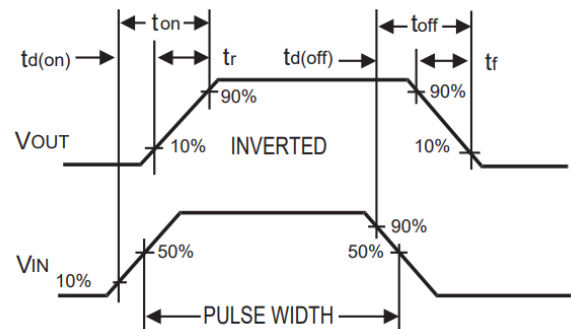 ton toff
td(on) tr td(off) tf
90% 90%
VOUT 10% INVERTED 10%
90%
VIN 50% 50%
10%
PULSE WIDTH